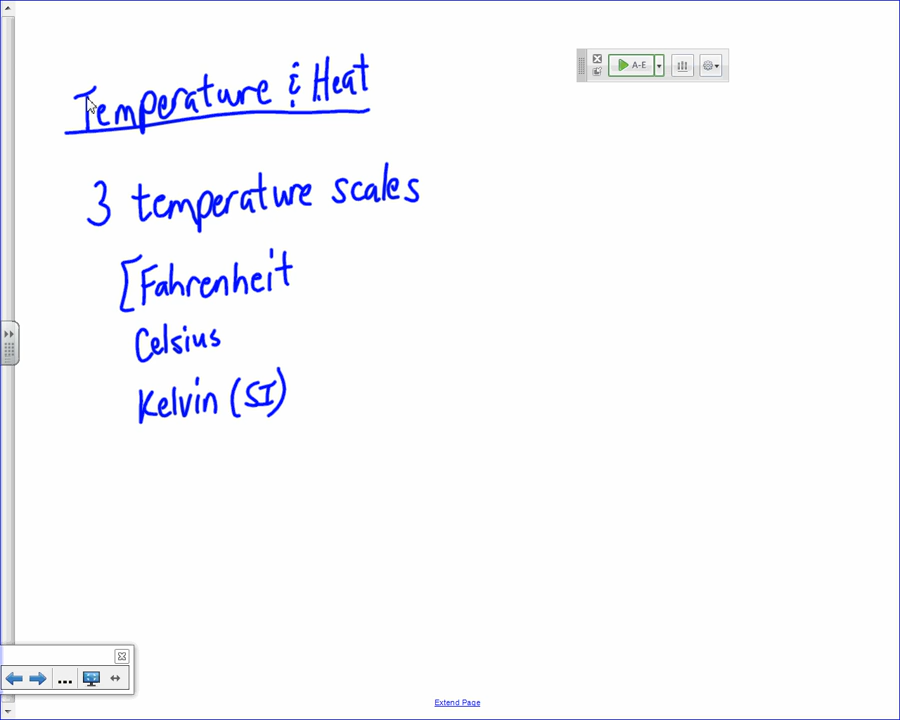 Temperature & Heat
A-E
3 temperature scales
[Fahrenheit
Celsius
Kelvin (SI)
Extend Page